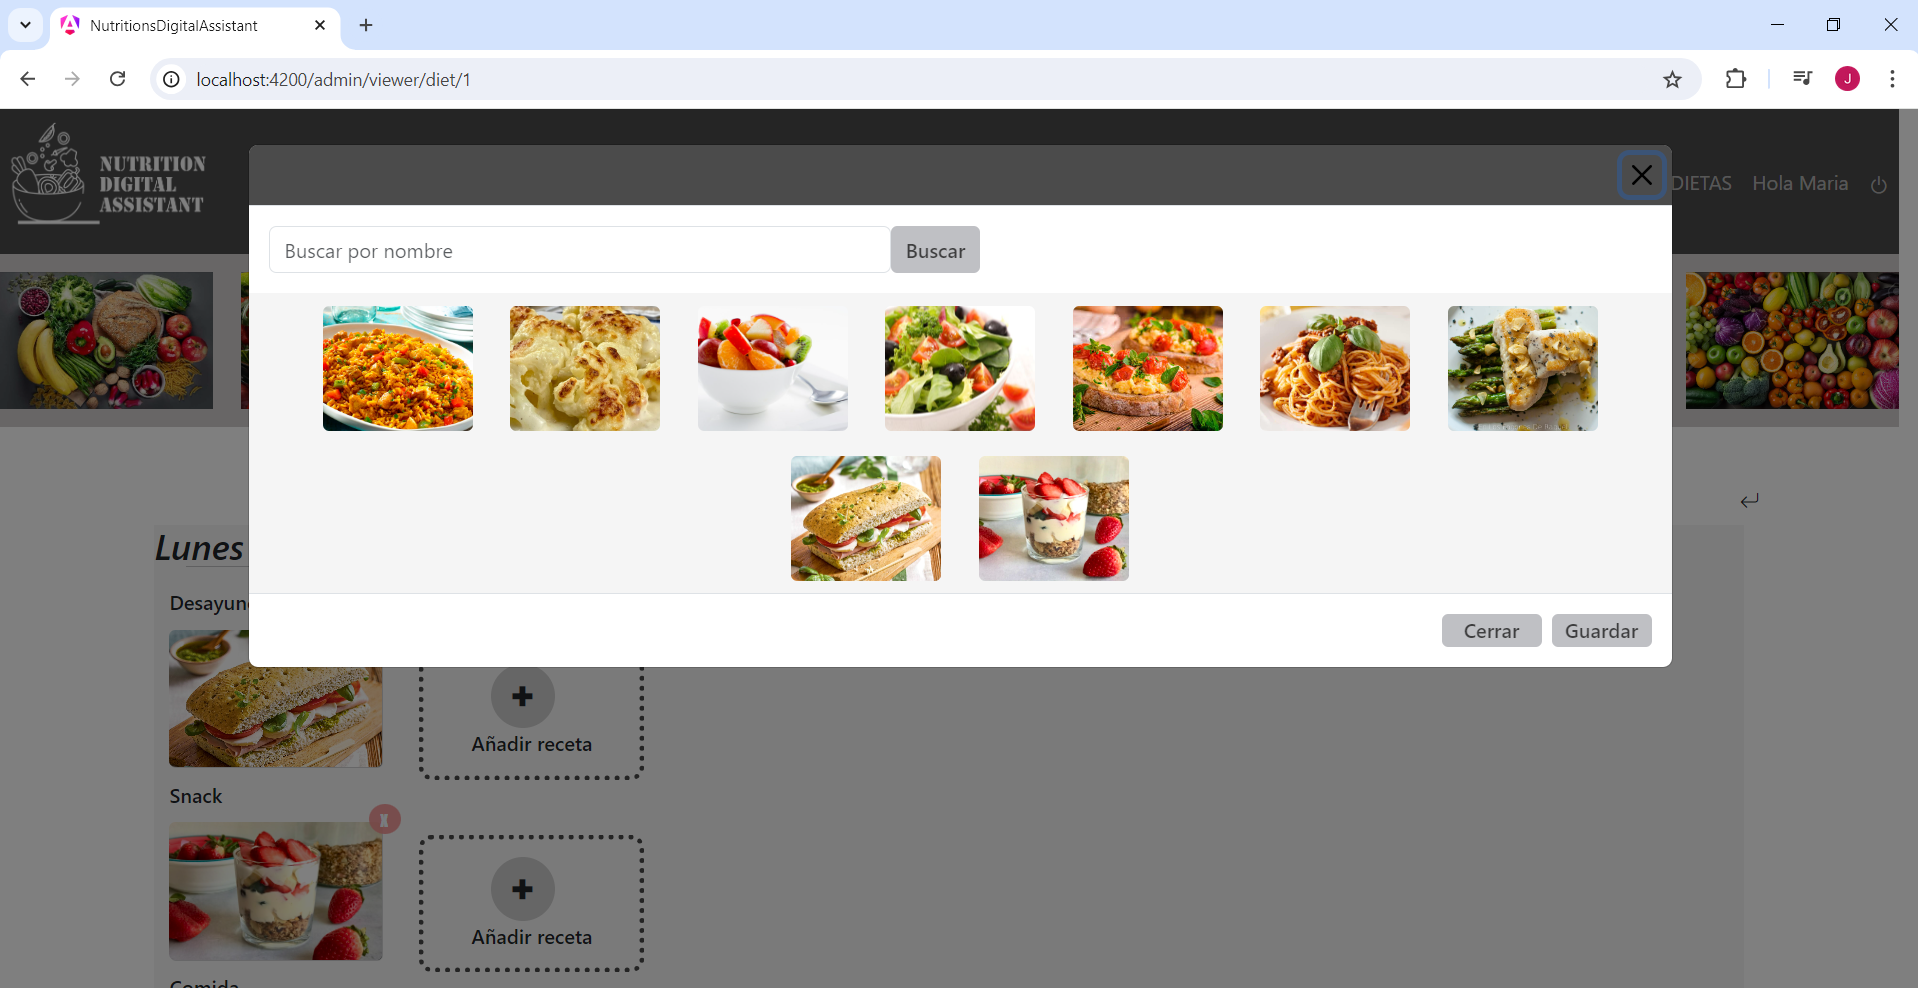 NutritionsDigitalAssistant
localhost:4200/admin/viewer/diet/1
J
NUTRITION
DIGITAL
ASSISTANT
DIETAS
Hola Maria
Buscar por nombre
Buscar
Lunes
Desayun
Cerrar
Guardar
Añadir receta
Snack
X
Añadir receta
Comida